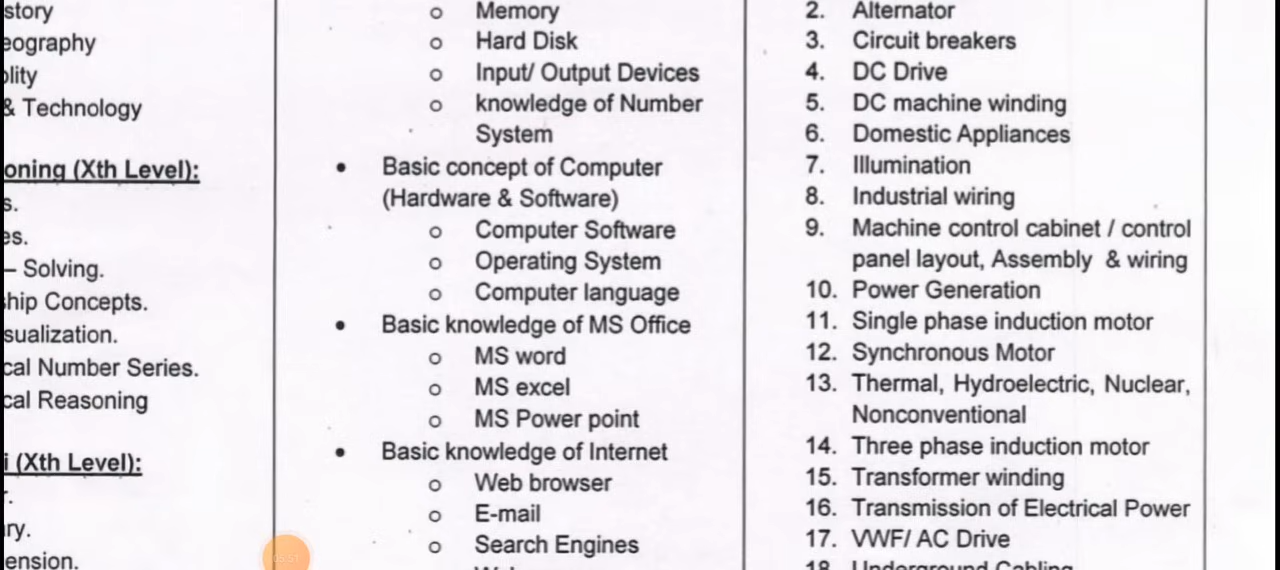 story
eography
olity
& Technology
oning (Xth Level):
s.
es.
– Solving.
ship Concepts.
sualization.
cal Number Series.
cal Reasoning
i (Xth Level):
r.
ry.
ension.
o Memory
o Hard Disk
o Input/ Output Devices
o knowledge of Number
System
• Basic concept of Computer
(Hardware & Software)
o Computer Software
o Operating System
o Computer language
• Basic knowledge of MS Office
o MS word
o MS excel
o MS Power point
• Basic knowledge of Internet
o Web browser
o E-mail
o Search Engines
2. Alternator
3. Circuit breakers
4. DC Drive
5. DC machine winding
6. Domestic Appliances
7. Illumination
8. Industrial wiring
9. Machine control cabinet / control
panel layout, Assembly & wiring
10. Power Generation
11. Single phase induction motor
12. Synchronous Motor
13. Thermal, Hydroelectric, Nuclear,
Nonconventional
14. Three phase induction motor
15. Transformer winding
16. Transmission of Electrical Power
17. VVVF/ AC Drive
18. Underground Cabling